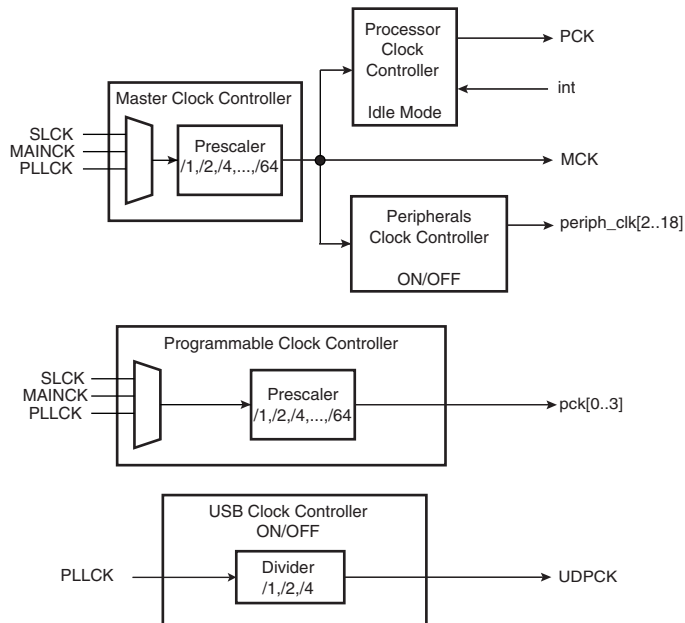 Processor
Clock
Controller
Idle Mode
PCK
int
Master Clock Controller
SLCK
MAINCK
PLLCK
Prescaler
/1,/2,/4,...,/64
MCK
Peripherals
Clock Controller
ON/OFF
periph_clk[2..18]
Programmable Clock Controller
SLCK
MAINCK
PLLCK
Prescaler
/1,/2,/4,...,/64
pck[0..3]
USB Clock Controller
ON/OFF
PLLCK
Divider
/1,/2,/4
UDPCK